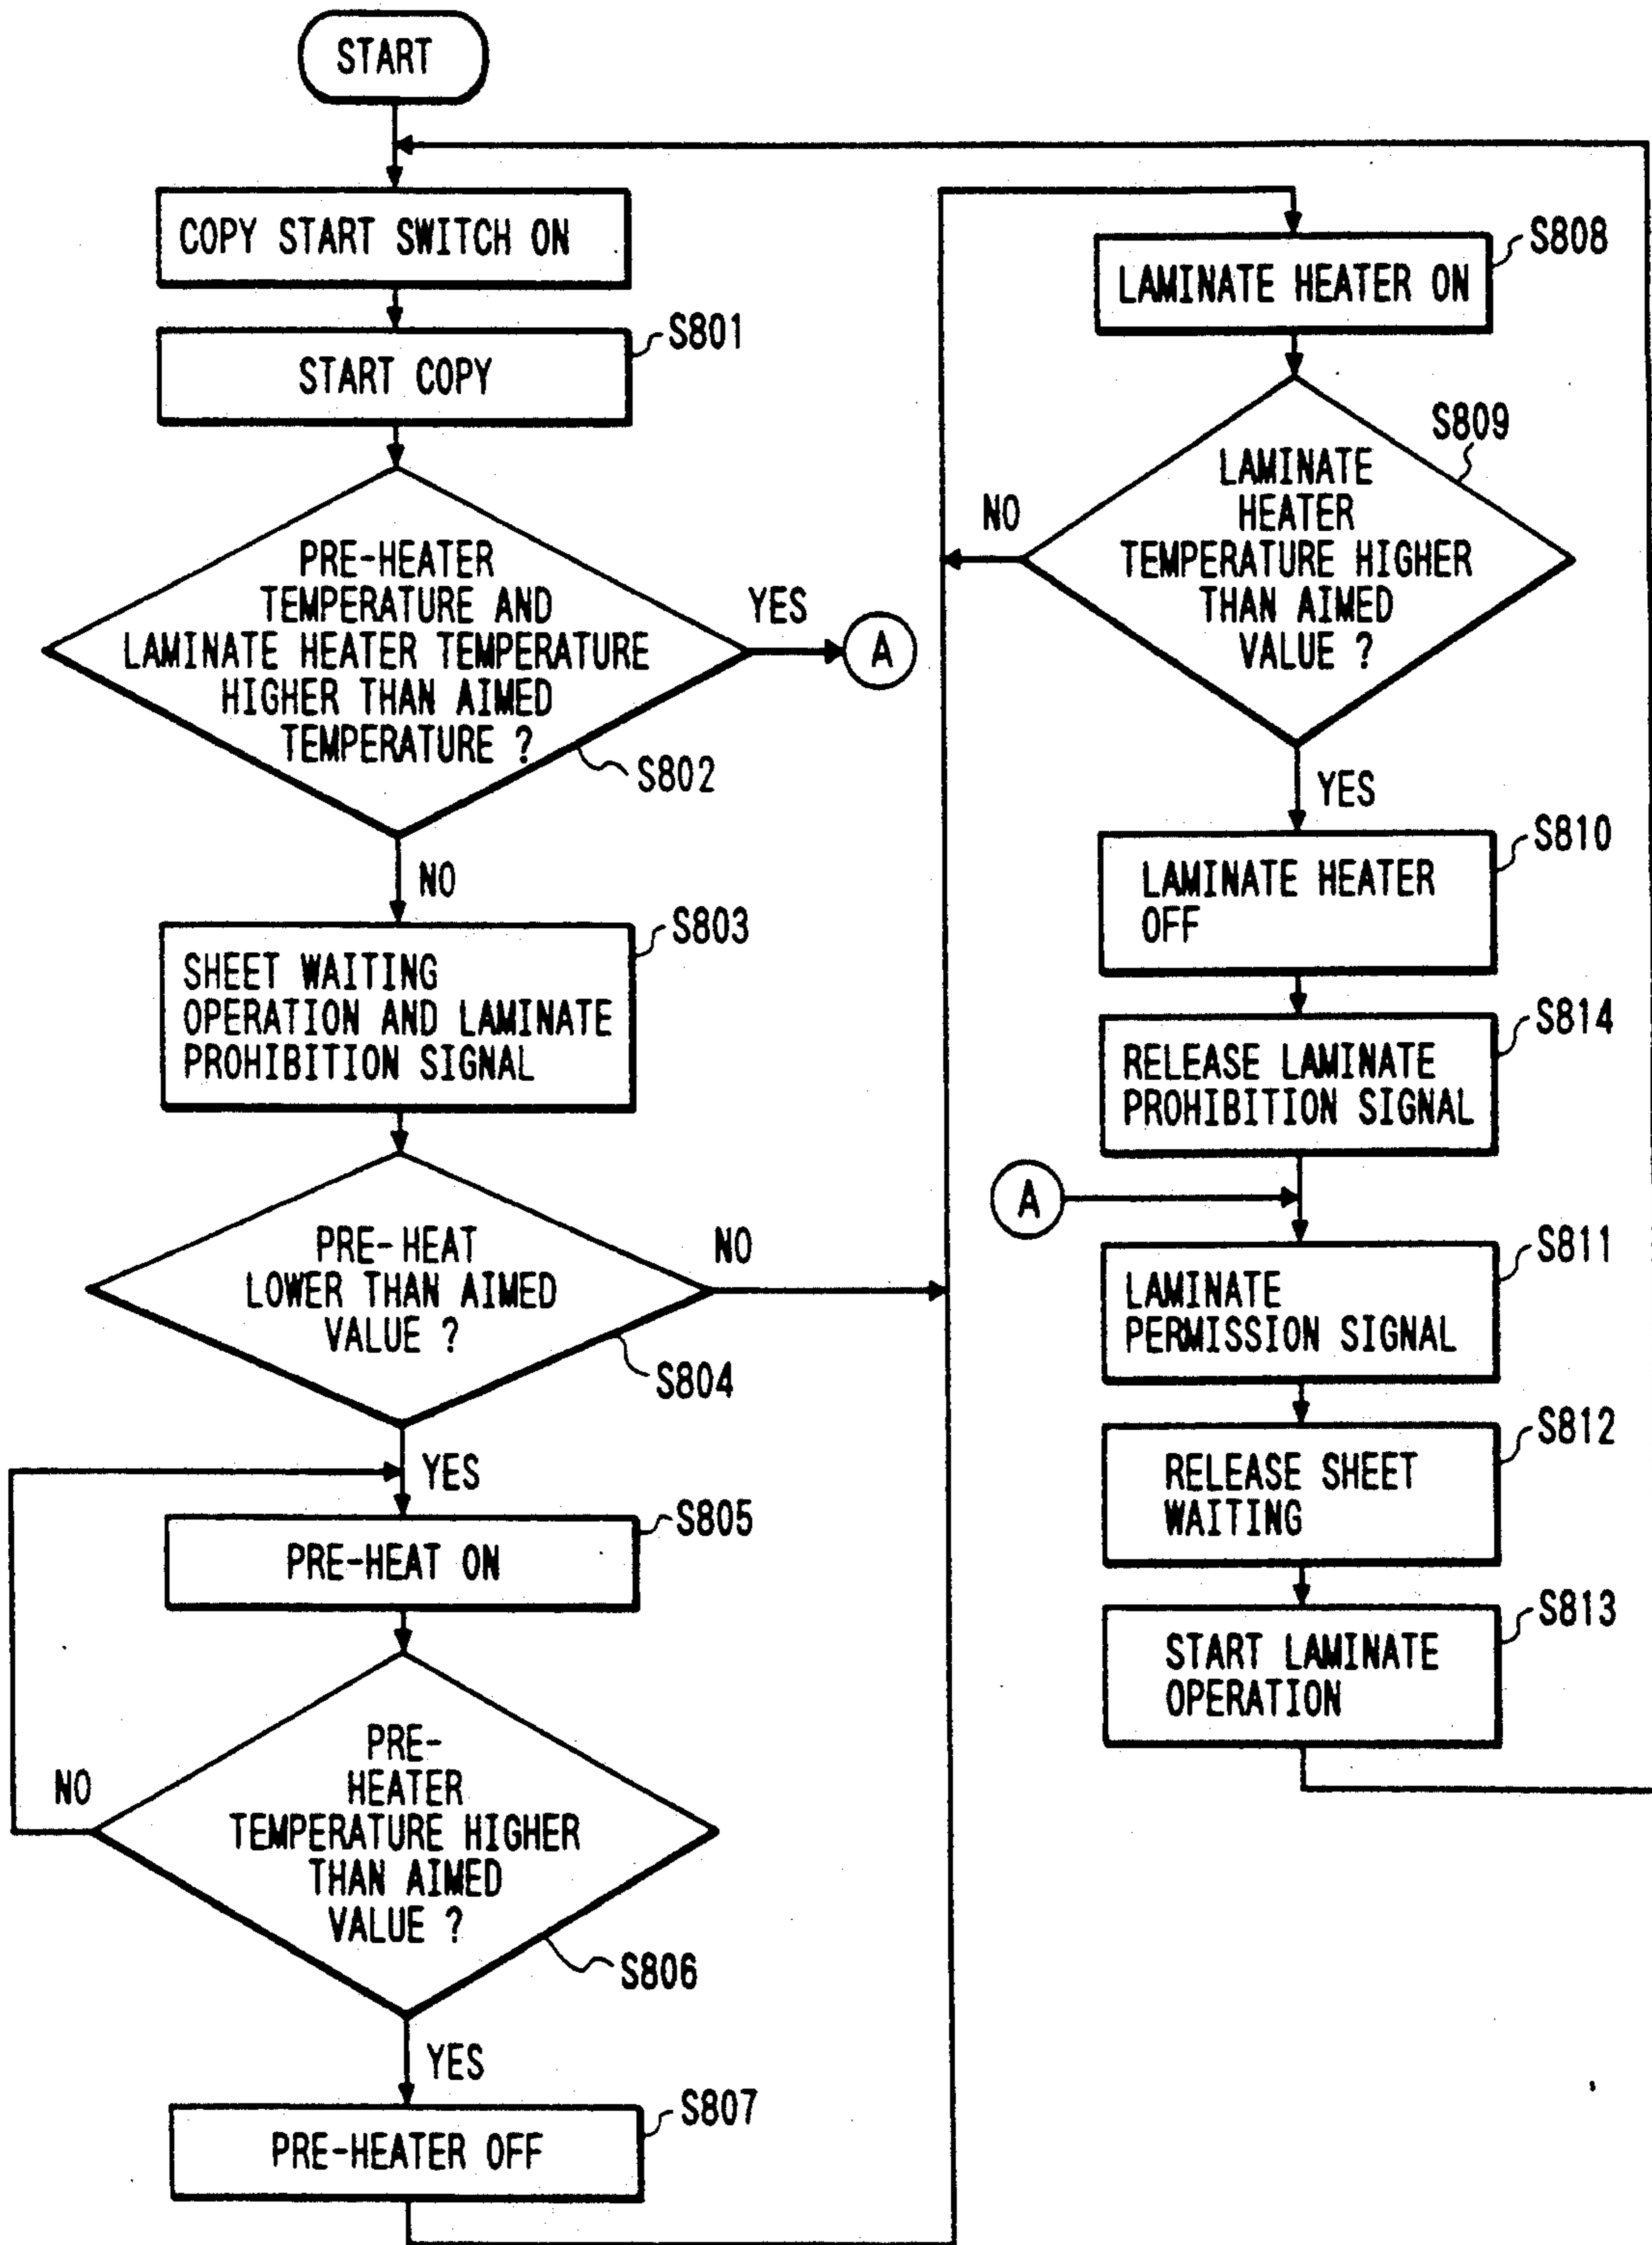 START
COPY START SWITCH ON
START COPY
S801
PRE-HEATER
TEMPERATURE AND
LAMINATE HEATER TEMPERATURE
HIGHER THAN AIMED
TEMPERATURE ?
S802
YES
A
NO
SHEET WAITING
OPERATION AND LAMINATE
PROHIBITION SIGNAL
S803
PRE-HEAT
LOWER THAN AIMED
VALUE ?
S804
NO
YES
PRE-HEAT ON
S805
PRE-
HEATER
TEMPERATURE HIGHER
THAN AIMED
VALUE ?
S806
NO
YES
PRE-HEATER OFF
S807
LAMINATE HEATER ON
S808
LAMINATE
HEATER
TEMPERATURE HIGHER
THAN AIMED
VALUE ?
S809
NO
YES
LAMINATE HEATER
OFF
S810
RELEASE LAMINATE
PROHIBITION SIGNAL
S814
A
LAMINATE
PERMISSION SIGNAL
S811
RELEASE SHEET
WAITING
S812
START LAMINATE
OPERATION
S813